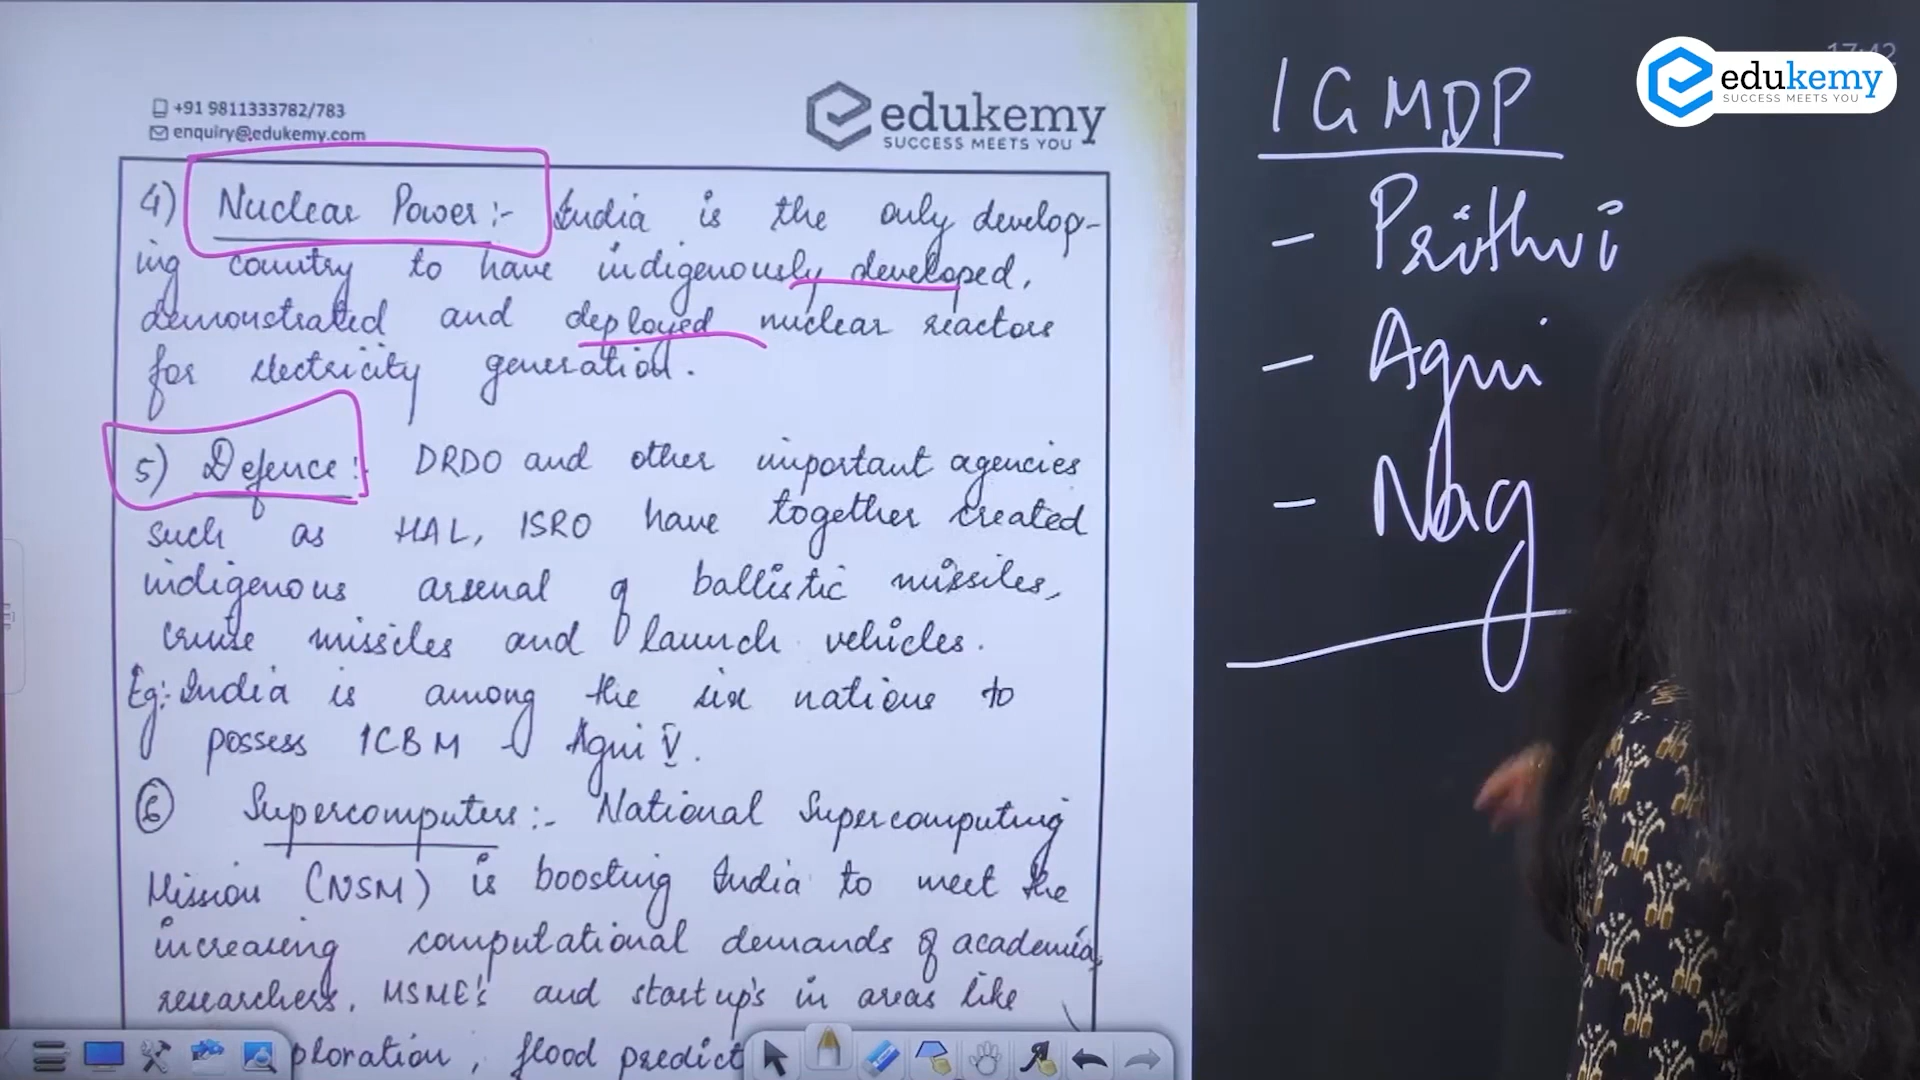 +91 9811333782/783
enquiry@edukemy.com
edukemy
SUCCESS MEETS YOU
4) Nuclear Power:- India is the only develop-
ing country to have indigenously developed,
demonstrated and deployed nuclear reactors
for electricity generation.
5) Defence:- DRDO and other important agencies
such as HAL, ISRO have together created
indigenous arsenal of ballistic missiles,
cruise missiles and launch vehicles.
Eg: India is among the six nations to
possess ICBM - Agni V.
6 Supercomputers:- National Supercomputing
Mission (NSM) is boosting India to meet the
increasing computational demands of academia,
researchers, MSME's and startup's in areas like
ploration, flood predict
IGMDP
- Prithvi
- Agni
- Nag
17:42
edukemy
SUCCESS MEETS YOU